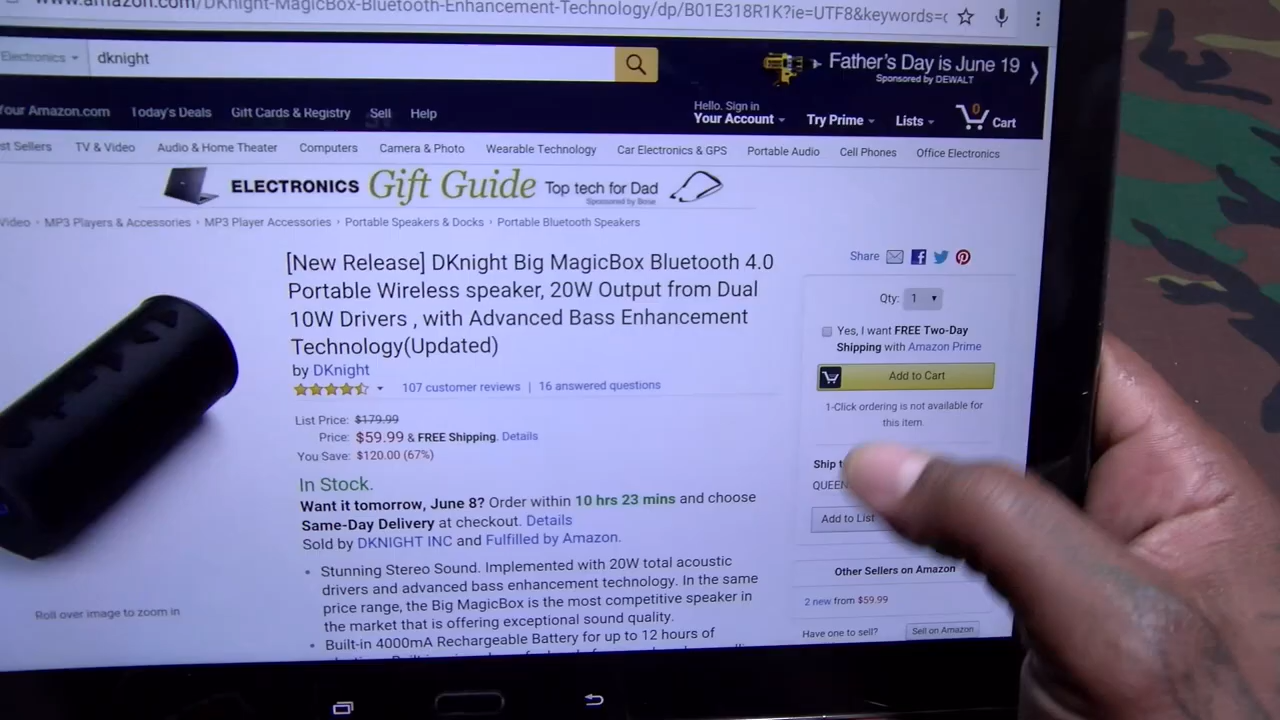 www.amazon.com/DKnight-MagicBox-Bluetooth-Enhancement-Technology/dp/B01E318R1K?ie=UTF8&keywords=
Electronics
dknight
Father's Day is June 19
Sponsored by DEWALT
Your Amazon.com Today's Deals Gift Cards & Registry Sell Help
Hello. Sign in
Your Account Try Prime Lists 0 Cart
st Sellers TV & Video Audio & Home Theater Computers Camera & Photo Wearable Technology Car Electronics & GPS Portable Audio Cell Phones Office Electronics
ELECTRONICS Gift Guide Top tech for Dad
Sponsored by Bose
Video › MP3 Players & Accessories › MP3 Player Accessories › Portable Speakers & Docks › Portable Bluetooth Speakers
[New Release] DKnight Big MagicBox Bluetooth 4.0
Portable Wireless speaker, 20W Output from Dual
10W Drivers , with Advanced Bass Enhancement
Technology(Updated)
by DKnight
107 customer reviews | 16 answered questions
List Price: $179.99
Price: $59.99 & FREE Shipping. Details
You Save: $120.00 (67%)
In Stock.
Want it tomorrow, June 8? Order within 10 hrs 23 mins and choose
Same-Day Delivery at checkout. Details
Sold by DKNIGHT INC and Fulfilled by Amazon.
• Stunning Stereo Sound. Implemented with 20W total acoustic
drivers and advanced bass enhancement technology. In the same
price range, the Big MagicBox is the most competitive speaker in
the market that is offering exceptional sound quality.
• Built-in 4000mA Rechargeable Battery for up to 12 hours of
Roll over image to zoom in
Share
Qty: 1
Yes, I want FREE Two-Day
Shipping with Amazon Prime
Add to Cart
1-Click ordering is not available for
this item.
Ship
QUEEN
Add to List
Other Sellers on Amazon
2 new from $59.99
Have one to sell? Sell on Amazon